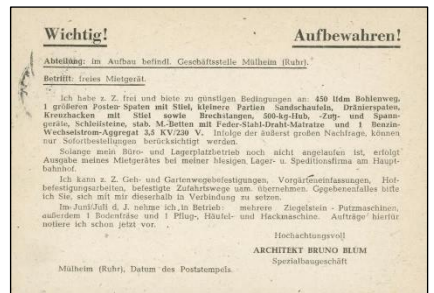 Wichtig! Aufbewahren!
Abteilung: im Aufbau befindl. Geschäftsstelle Mülheim (Ruhr).
Betrifft: freies Mietgerät.
Ich habe z. Z. frei und biete zu günstigen Bedingungen an: 450 lfdm Bohlenweg,
1 größeren Posten Spaten mit Stiel, kleinere Partien Sandschaufeln, Dränierspaten,
Kreuzhacken mit Stiel sowie Brechstangen, 500-kg-Hub, -Zug- und Spann-
geräte, Schleifsteine, stab. M.-Betten mit Feder-Stahl-Draht-Matratze und 1 Benzin-
Wechselstrom-Aggregat 3,5 KV/230 V. Infolge der äußerst großen Nachfrage, können
nur Sofortbestellungen berücksichtigt werden.
Solange mein Büro- und Lagerplatzbetrieb noch nicht angelaufen ist, erfolgt
Ausgabe meines Mietgerätes bei meiner hiesigen Lager- u. Speditionsfirma am Haupt-
bahnhof.
Ich kann z. Z. Geh- und Gartenwegebefestigungen, Vorgärteneinfassungen, Hof-
befestigungsarbeiten, befestigte Zufahrtswege usw. übernehmen. Gegebenenfalles bitte
ich Sie, sich mit mir dieserhalb in Verbindung zu setzen.
Im Juni/Juli d. J. nehme ich in Betrieb: mehrere Ziegelstein-Putzmaschinen,
außerdem 1 Bodenfräse und 1 Pflug-, Häufel- und Hackmaschine. Aufträge hierfür
notiere ich schon jetzt vor.
Hochachtungsvoll
ARCHITEKT BRUNO BLUM
Spezialbaugeschäft
Mülheim (Ruhr), Datum des Poststempels.